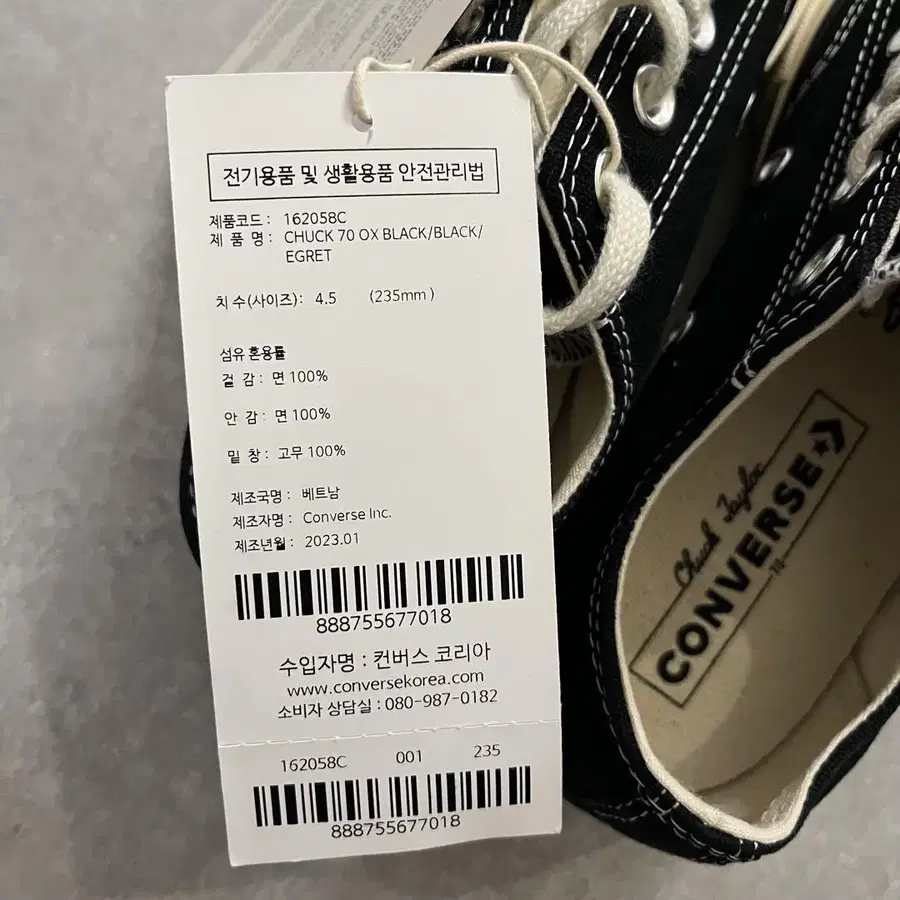 전기용품 및 생활용품 안전관리법
제품코드 : 162058C
제 품 명 : CHUCK 70 OX BLACK/BLACK/
EGRET
치 수(사이즈) : 4.5 (235mm )
섬유 혼용률
겉 감 : 면 100%
안 감 : 면 100%
밑 창 : 고무 100%
제조국명 : 베트남
제조자명 : Converse Inc.
제조년월 : 2023.01
888755677018
수입자명 : 컨버스 코리아
www.conversekorea.com
소비자 상담실 : 080-987-0182
162058C 001 235
888755677018
Chuck Taylor
CONVERSE
70